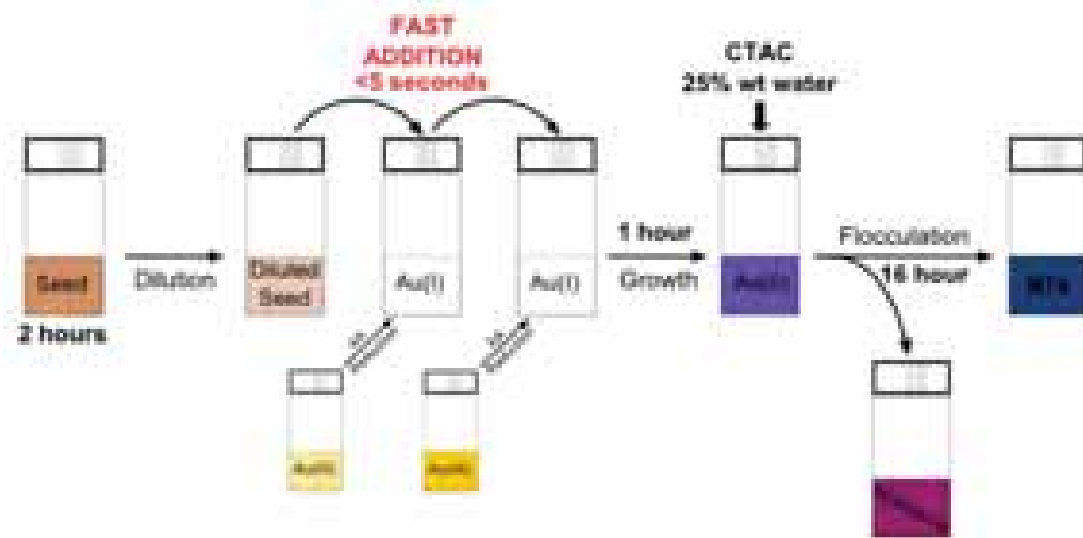 FAST
ADDITION
<5 seconds
CTAC
25% wt water
Seed
2 hours
Dilution
Diluted
Seed
Au(I)
Au(I)
1 hour
Growth
Flocculation
16 hour